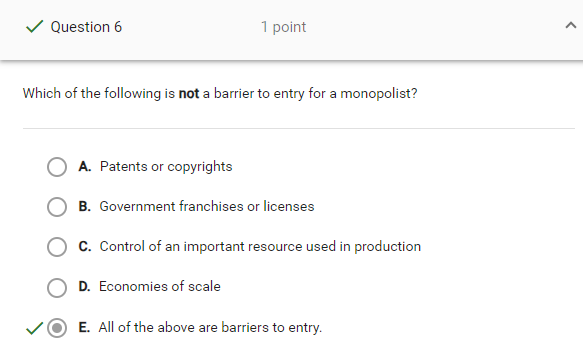 Question 6 1 point
Which of the following is not a barrier to entry for a monopolist?
A. Patents or copyrights
B. Government franchises or licenses
C. Control of an important resource used in production
D. Economies of scale
E. All of the above are barriers to entry.